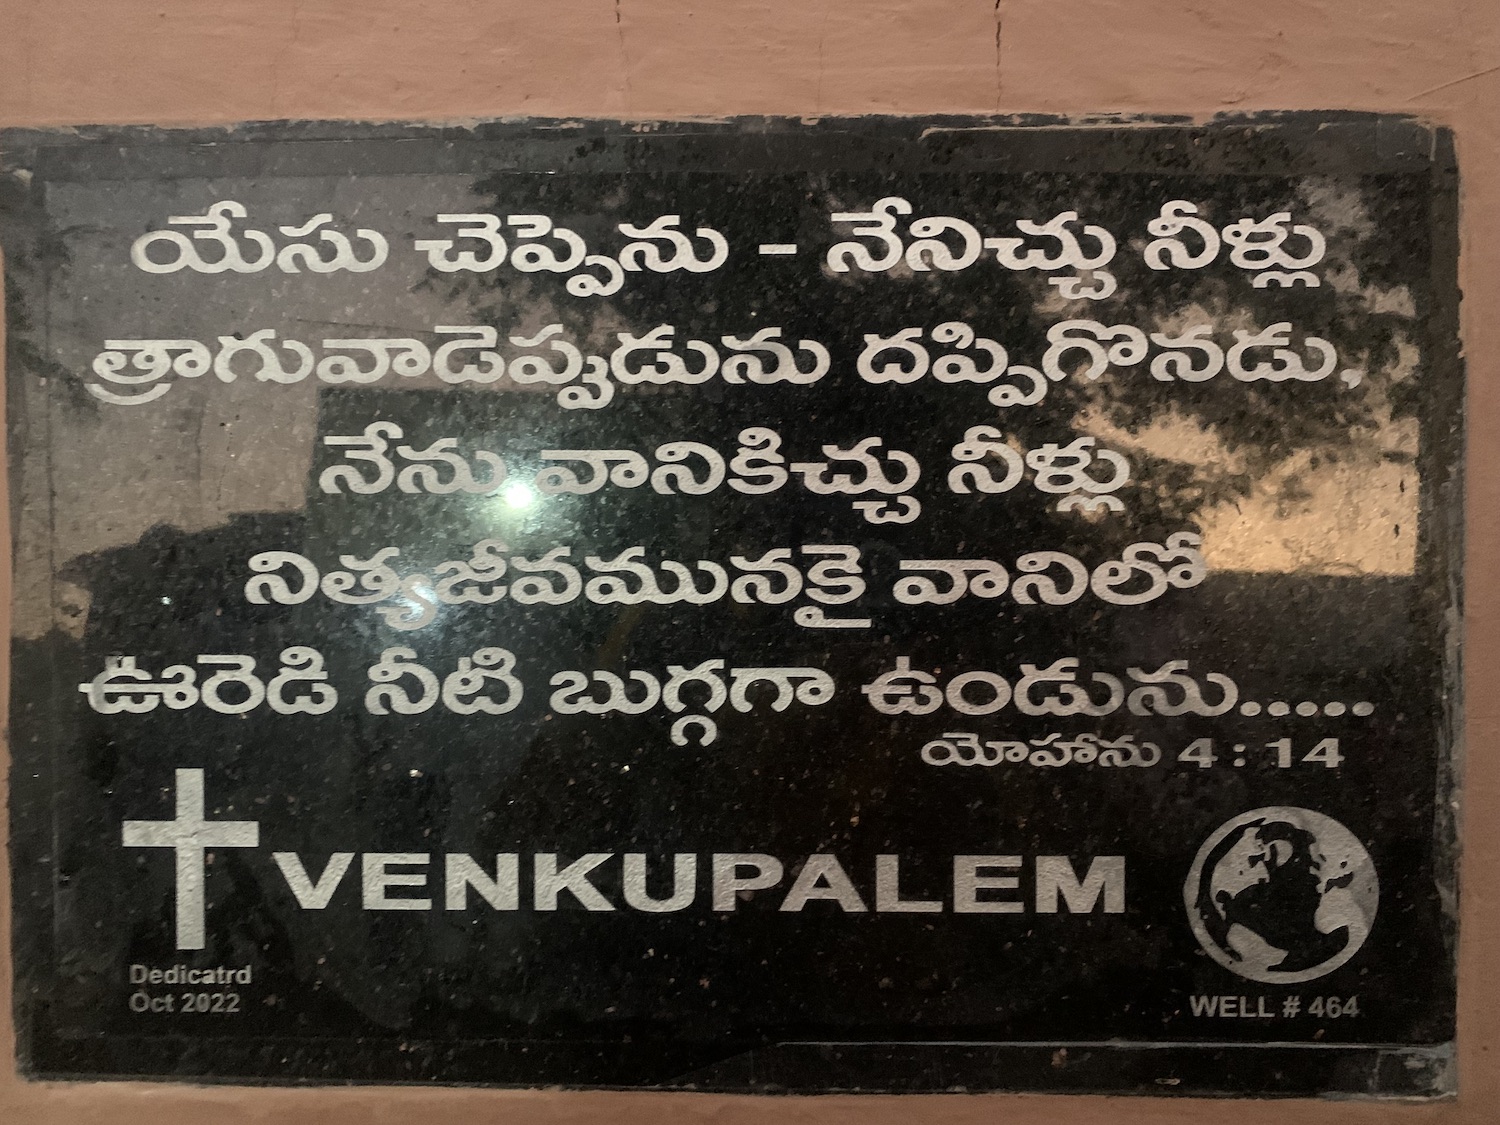 యేసు చెప్పెను - నేనిచ్చు నీళ్లు
త్రాగువాడెప్పుడును దప్పిగొనడు,
నేను వానికిచ్చు నీళ్లు
నిత్యజీవమునకై వానిలో
ఊరెడి నీటి బుగ్గగా ఉండును.....
యోహాను 4 : 14
VENKUPALEM
Dedicatrd
Oct 2022
WELL # 464